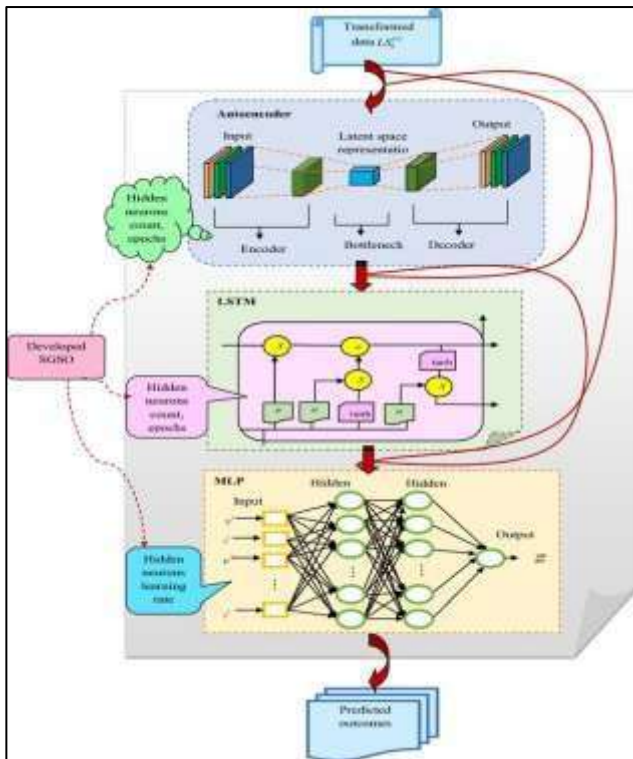 Transformed
data
Autoencoder
Input
Latent space
representatio
Output
Encoder
Bottleneck
Decoder
Hidden
neurons
count,
epochs
LSTM
tanh
tanh
Developed
SGSO
Hidden
neurons
count,
epochs
MLP
Input
Hidden
Hidden
Output
Hidden
neurons
learning
rate
Predicted
outcomes